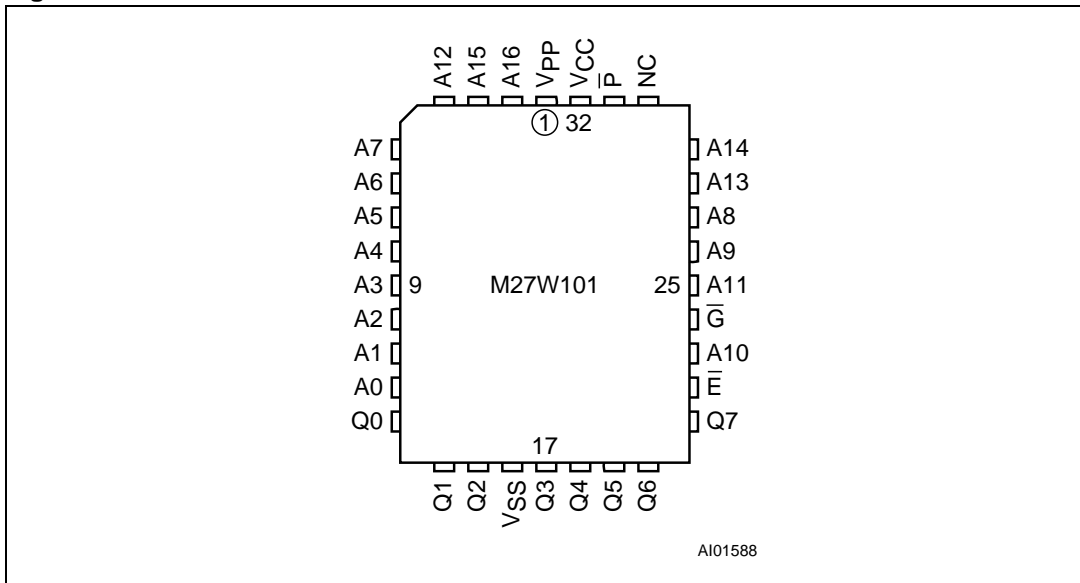 A12 A15 A16 VPP VCC P̅ NC
1 32
A7 A14
A6 A13
A5 A8
A4 A9
A3 9 M27W101 25 A11
A2 G̅
A1 A10
A0 E̅
Q0 Q7
17
Q1 Q2 VSS Q3 Q4 Q5 Q6
AI01588